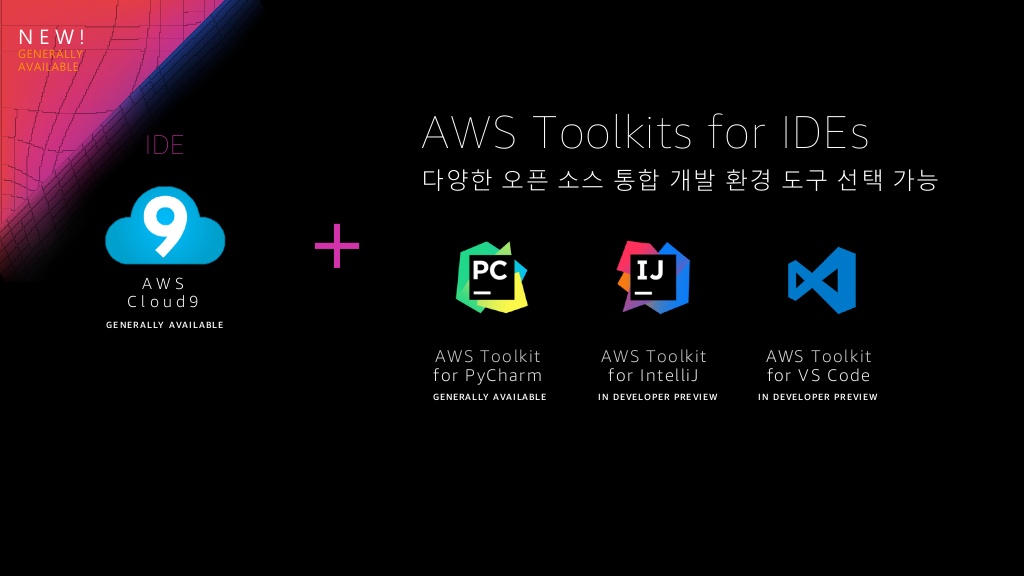 NEW!
GENERALLY
AVAILABLE
IDE
9
AWS
Cloud9
GENERALLY AVAILABLE
+
AWS Toolkits for IDEs
다양한 오픈 소스 통합 개발 환경 도구 선택 가능
PC
IJ
AWS Toolkit
for PyCharm
GENERALLY AVAILABLE
AWS Toolkit
for IntelliJ
IN DEVELOPER PREVIEW
AWS Toolkit
for VS Code
IN DEVELOPER PREVIEW